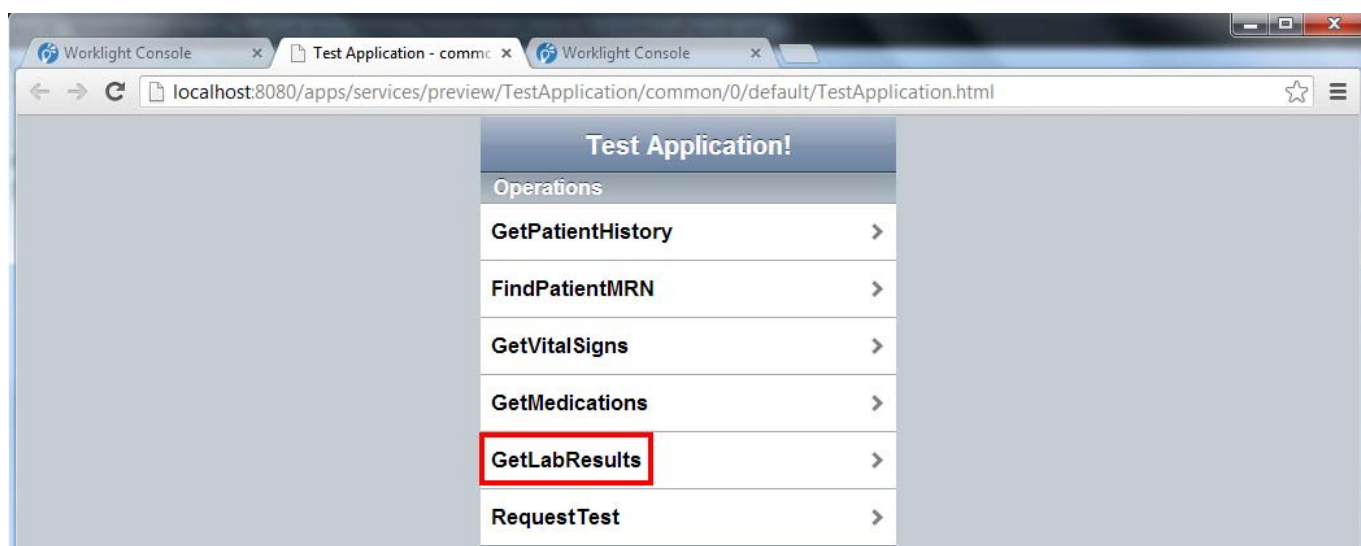 Worklight Console
Test Application - commo
Worklight Console
localhost:8080/apps/services/preview/TestApplication/common/0/default/TestApplication.html
Test Application!
Operations
GetPatientHistory
FindPatientMRN
GetVitalSigns
GetMedications
GetLabResults
RequestTest